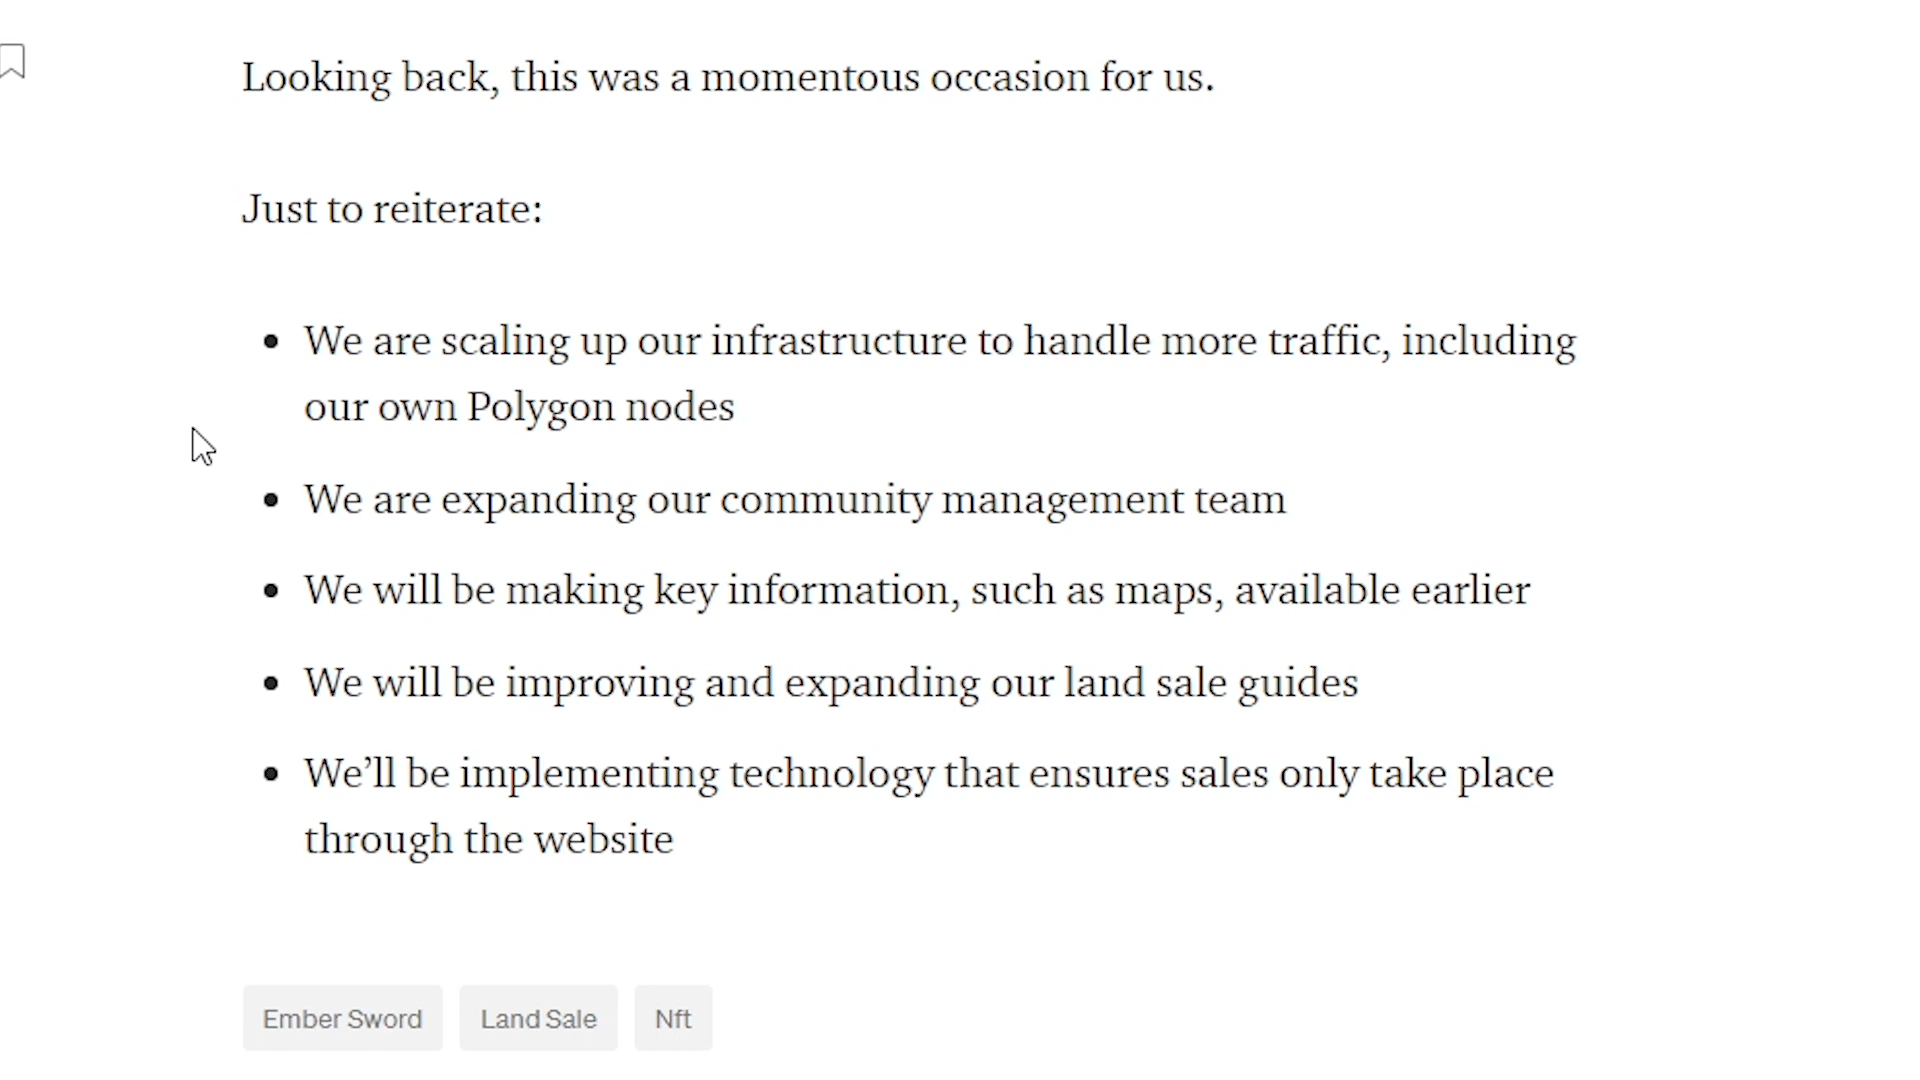 Looking back, this was a momentous occasion for us.
Just to reiterate:
• We are scaling up our infrastructure to handle more traffic, including
our own Polygon nodes
• We are expanding our community management team
• We will be making key information, such as maps, available earlier
• We will be improving and expanding our land sale guides
• We’ll be implementing technology that ensures sales only take place
through the website
Ember Sword Land Sale Nft